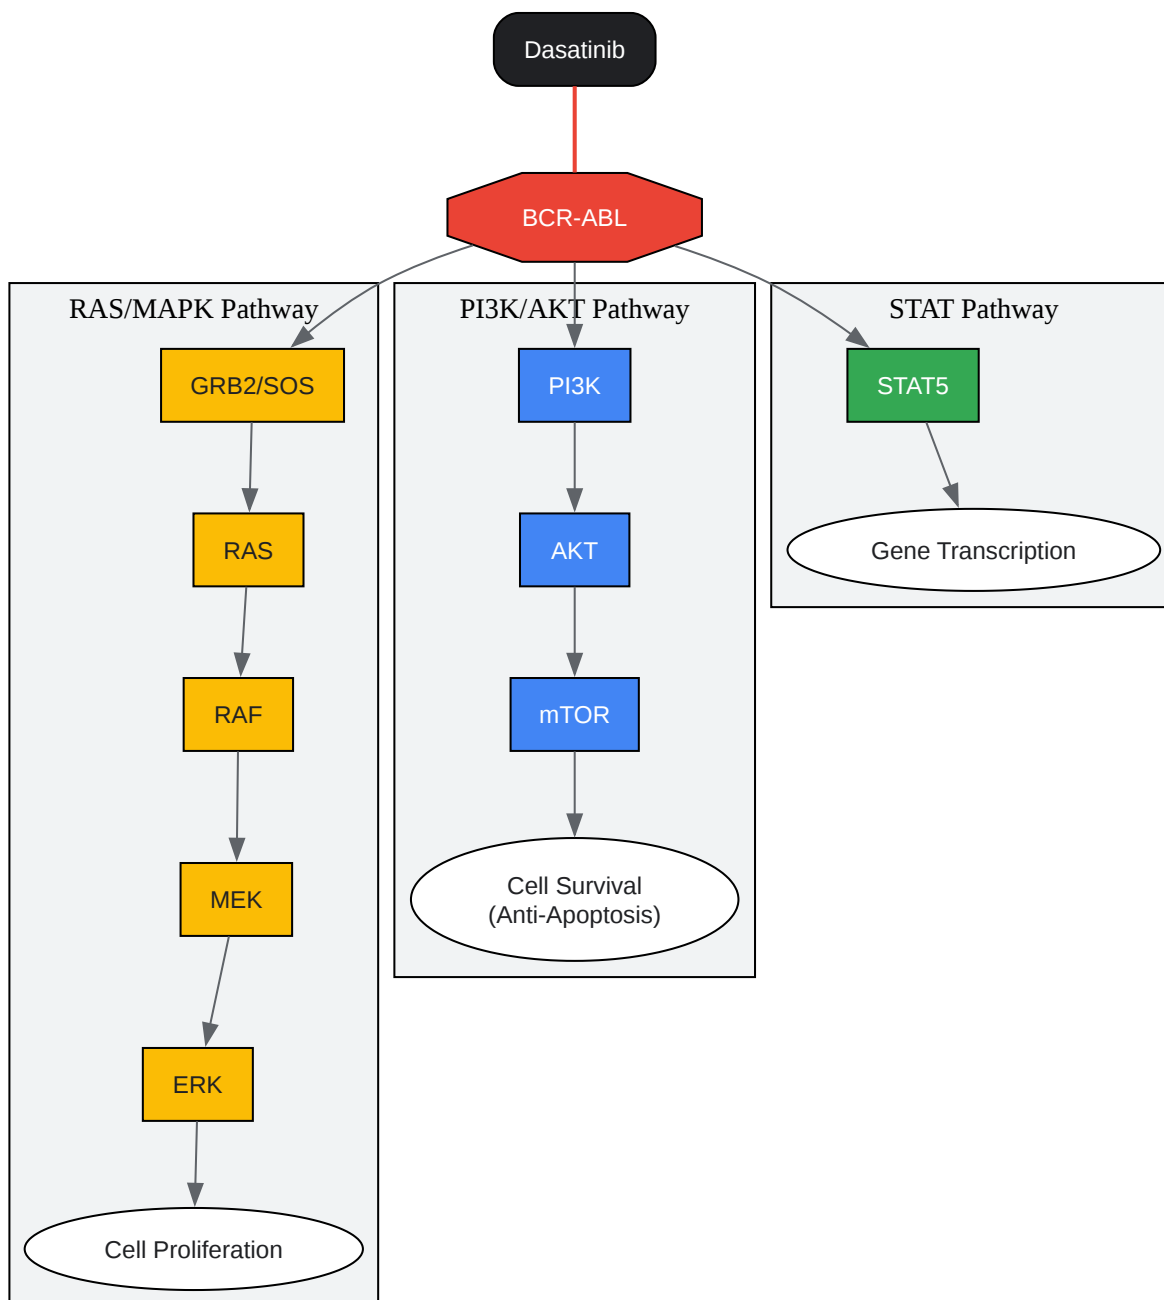 Dasatinib
BCR-ABL
RAS/MAPK Pathway
GRB2/SOS
RAS
RAF
MEK
ERK
Cell Proliferation
PI3K/AKT Pathway
PI3K
AKT
mTOR
Cell Survival
(Anti-Apoptosis)
STAT Pathway
STAT5
Gene Transcription